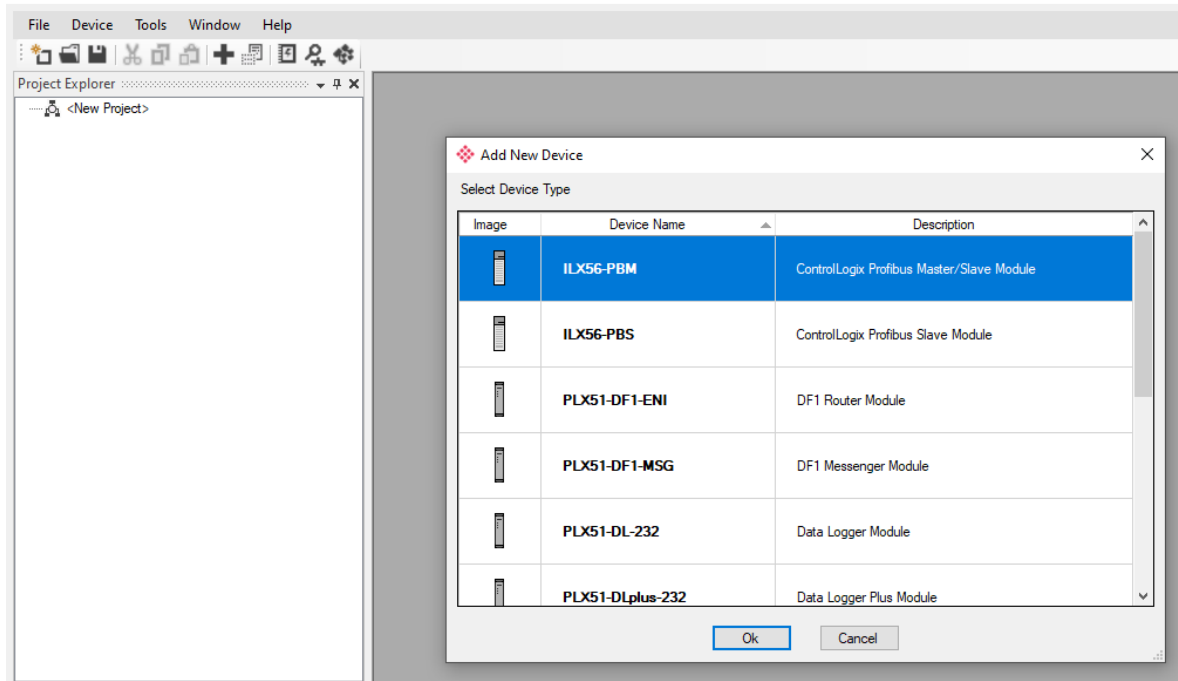 File Device Tools Window Help
Project Explorer
<New Project>
Add New Device
Select Device Type
Image Device Name Description
ILX56-PBM ControlLogix Profibus Master/Slave Module
ILX56-PBS ControlLogix Profibus Slave Module
PLX51-DF1-ENI DF1 Router Module
PLX51-DF1-MSG DF1 Messenger Module
PLX51-DL-232 Data Logger Module
PLX51-DLplus-232 Data Logger Plus Module
Ok Cancel